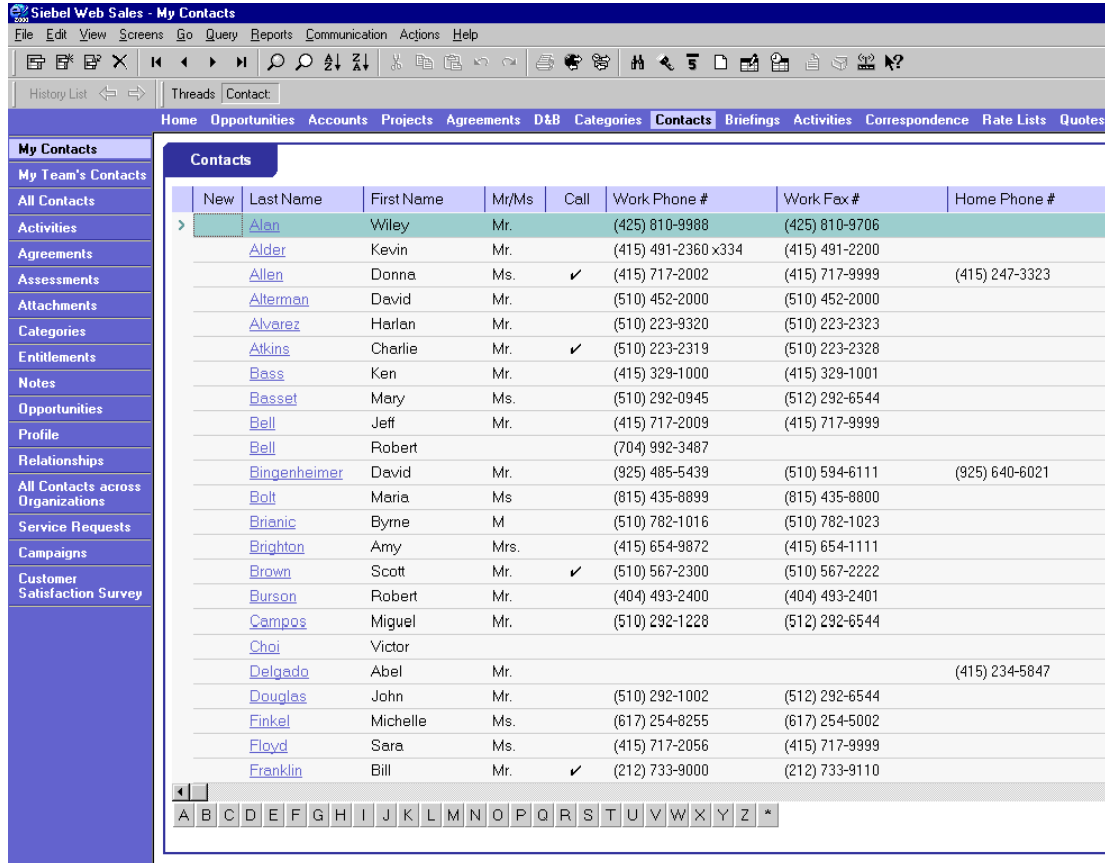 Siebel Web Sales - My Contacts
File Edit View Screens Go Query Reports Communication Actions Help
History List Threads Contact:
Home Opportunities Accounts Projects Agreements D&B Categories Contacts Briefings Activities Correspondence Rate Lists Quotes
My Contacts
My Team's Contacts
All Contacts
Activities
Agreements
Assessments
Attachments
Categories
Entitlements
Notes
Opportunities
Profile
Relationships
All Contacts across
Organizations
Service Requests
Campaigns
Customer
Satisfaction Survey
Contacts
New Last Name First Name Mr/Ms Call Work Phone # Work Fax # Home Phone #
Alan Wiley Mr. (425) 810-9988 (425) 810-9706
Alder Kevin Mr. (415) 491-2360 x334 (415) 491-2200
Allen Donna Ms. ✓ (415) 717-2002 (415) 717-9999 (415) 247-3323
Alterman David Mr. (510) 452-2000 (510) 452-2000
Alvarez Harlan Mr. (510) 223-9320 (510) 223-2323
Atkins Charlie Mr. ✓ (510) 223-2319 (510) 223-2328
Bass Ken Mr. (415) 329-1000 (415) 329-1001
Basset Mary Ms. (510) 292-0945 (512) 292-6544
Bell Jeff Mr. (415) 717-2009 (415) 717-9999
Bell Robert (704) 992-3487
Bingenheimer David Mr. (925) 485-5439 (510) 594-6111 (925) 640-6021
Bolt Maria Ms (815) 435-8899 (815) 435-8800
Brianic Byrne M (510) 782-1016 (510) 782-1023
Brighton Amy Mrs. (415) 654-9872 (415) 654-1111
Brown Scott Mr. ✓ (510) 567-2300 (510) 567-2222
Burson Robert Mr. (404) 493-2400 (404) 493-2401
Campos Miguel Mr. (510) 292-1228 (512) 292-6544
Choi Victor
Delgado Abel Mr. (415) 234-5847
Douglas John Mr. (510) 292-1002 (512) 292-6544
Finkel Michelle Ms. (617) 254-8255 (617) 254-5002
Floyd Sara Ms. (415) 717-2056 (415) 717-9999
Franklin Bill Mr. ✓ (212) 733-9000 (212) 733-9110
A B C D E F G H I J K L M N O P Q R S T U V W X Y Z *